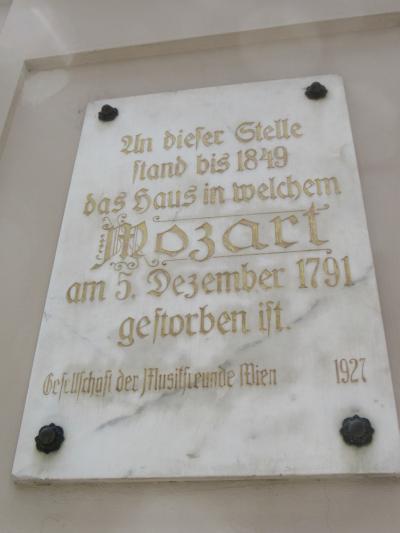 An dieser Stelle
stand bis 1849
das Haus in welchem
Mozart
am 5. Dezember 1791
gestorben ist.
Gesellschaft der Musikfreunde Wien 1927